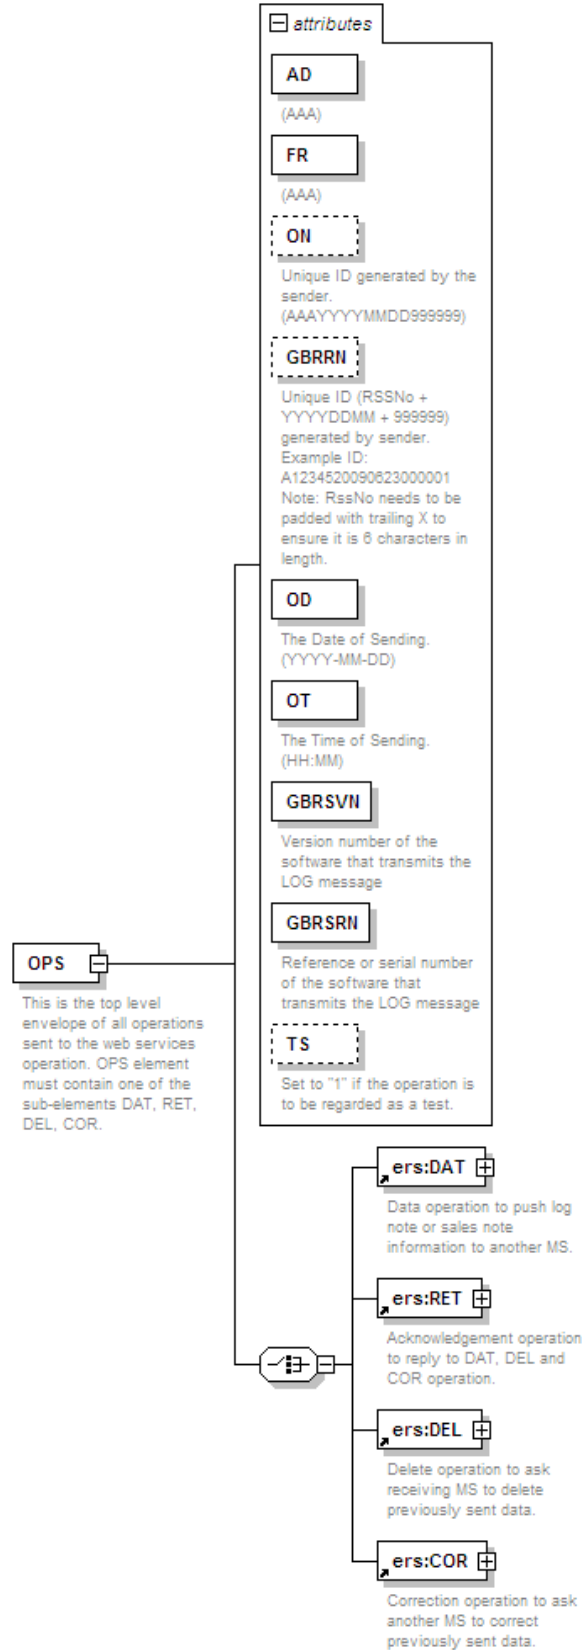 attributes
AD
(AAA)
FR
(AAA)
ON
Unique ID generated by the
sender.
(AAAYYYYMMDD999999)
GBRRN
Unique ID (RSSNo +
YYYYDDMM + 999999)
generated by sender.
Example ID:
A1234520090623000001
Note: RssNo needs to be
padded with trailing X to
ensure it is 6 characters in
length.
OD
The Date of Sending.
(YYYY-MM-DD)
OT
The Time of Sending.
(HH:MM)
GBRSVN
Version number of the
software that transmits the
LOG message
GBRSRN
Reference or serial number
of the software that
transmits the LOG message
TS
Set to "1" if the operation is
to be regarded as a test.
OPS
This is the top level
envelope of all operations
sent to the web services
operation. OPS element
must contain one of the
sub-elements DAT, RET,
DEL, COR.
ers:DAT
Data operation to push log
note or sales note
information to another MS.
ers:RET
Acknowledgement operation
to reply to DAT, DEL and
COR operation.
ers:DEL
Delete operation to ask
receiving MS to delete
previously sent data.
ers:COR
Correction operation to ask
another MS to correct
previously sent data.